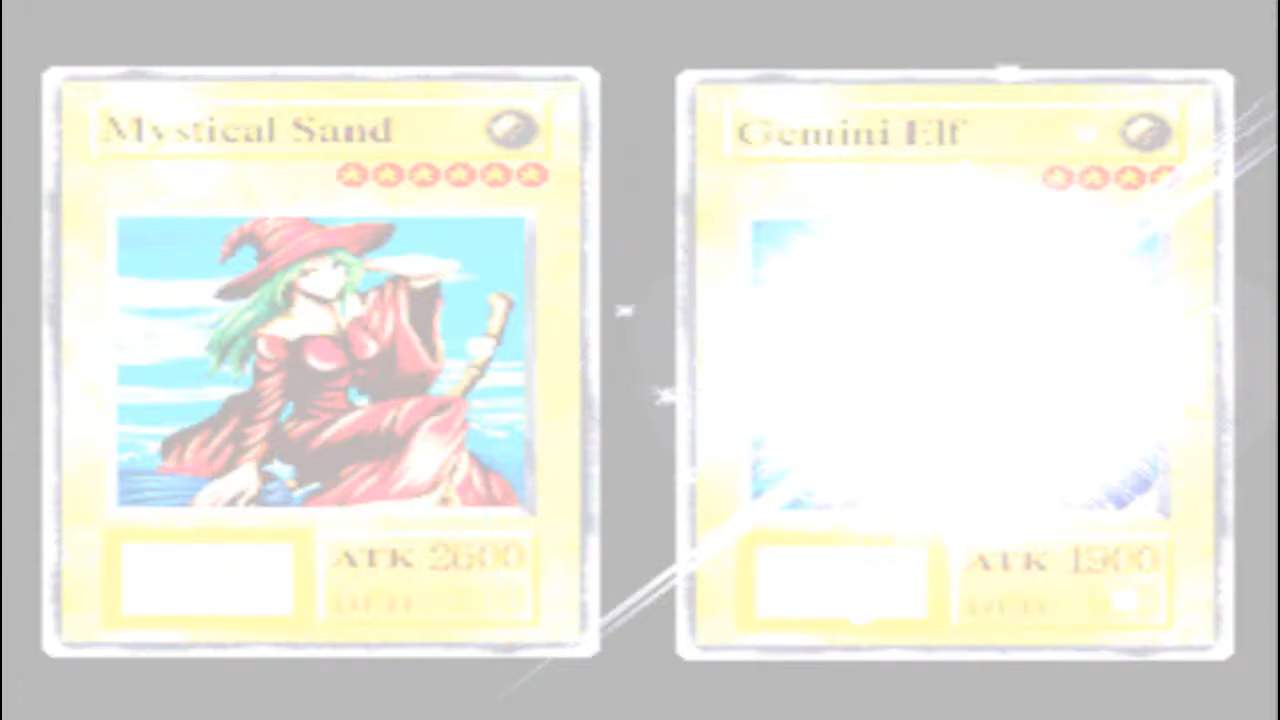 Mystical Sand
ATK 2600
Gemini Elf
ATK 1900